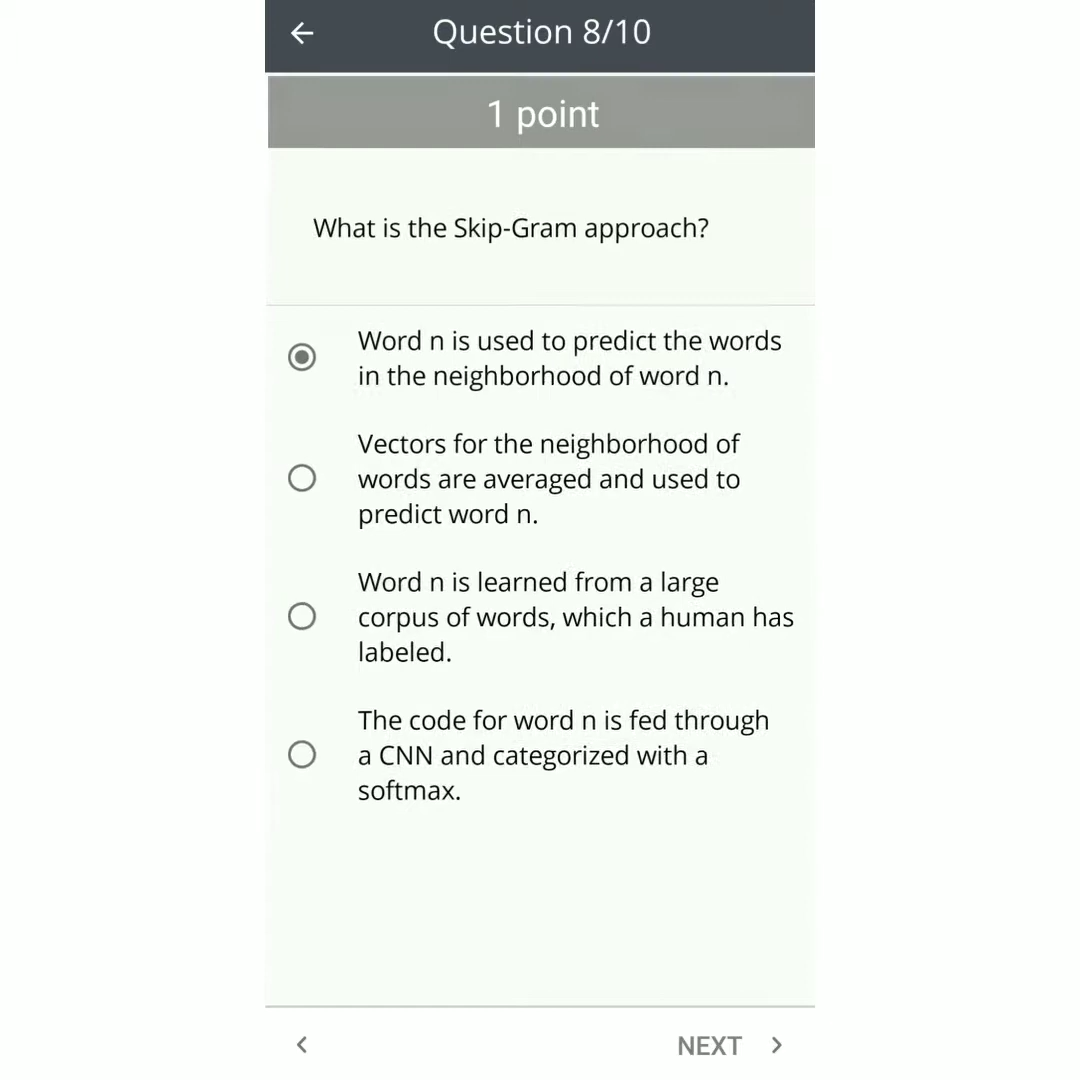 Question 8/10
1 point
What is the Skip-Gram approach?
Word n is used to predict the words
in the neighborhood of word n.
Vectors for the neighborhood of
words are averaged and used to
predict word n.
Word n is learned from a large
corpus of words, which a human has
labeled.
The code for word n is fed through
a CNN and categorized with a
softmax.
NEXT